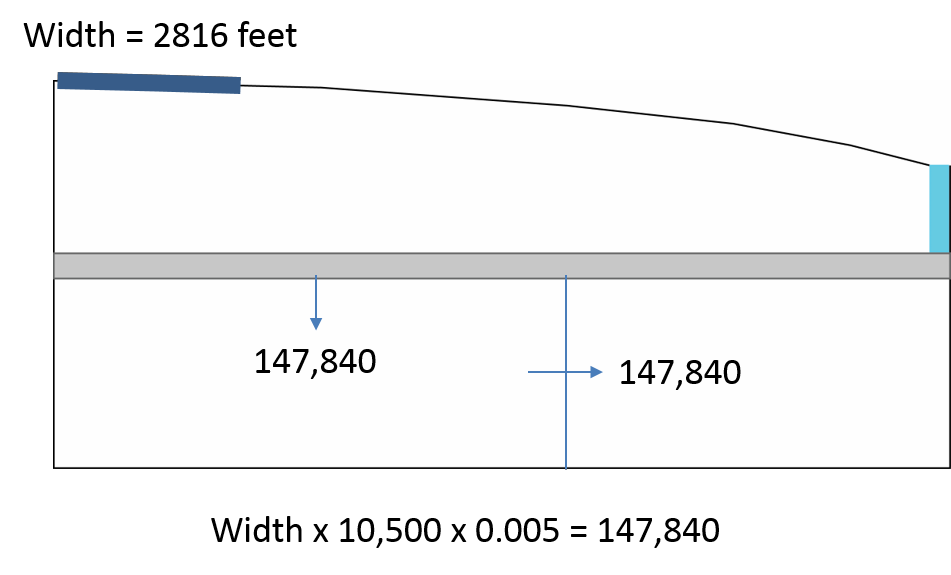 Width = 2816 feet
147,840
147,840
Width x 10,500 x 0.005 = 147,840